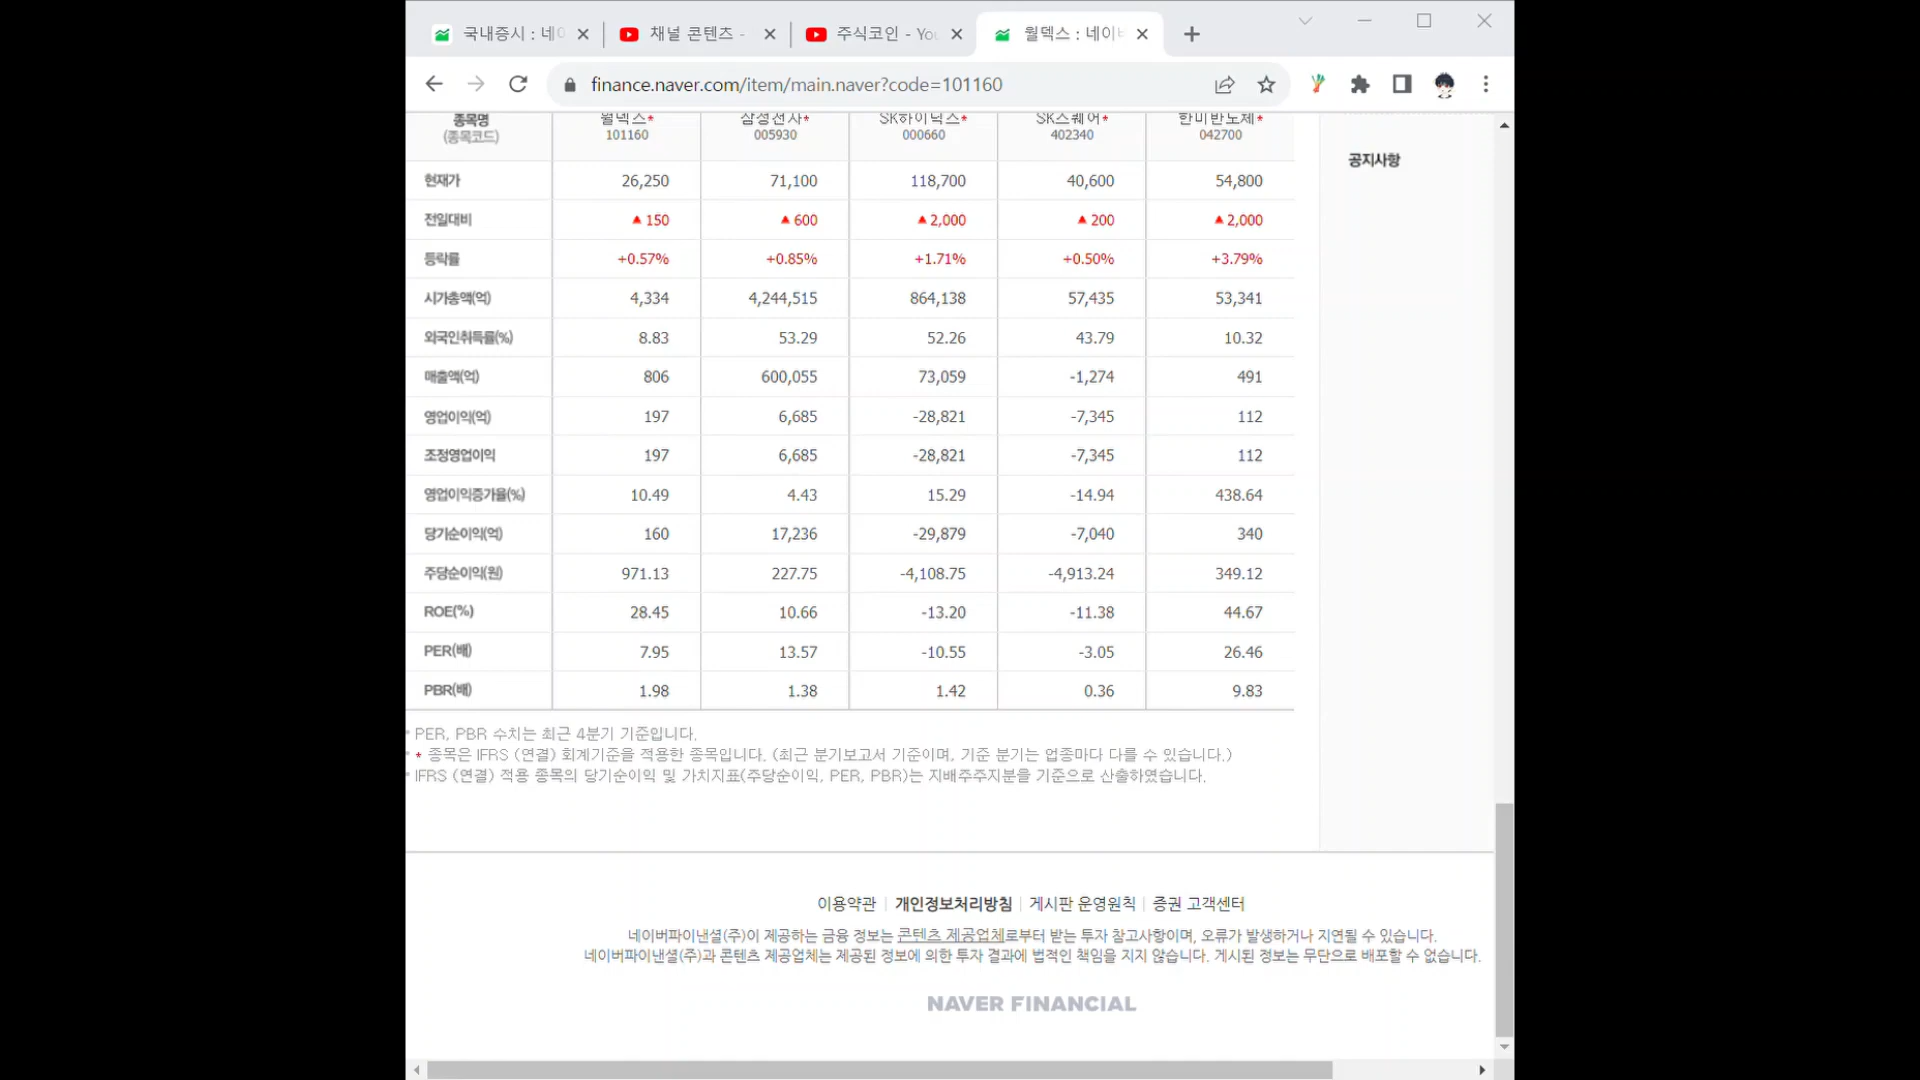 국내증시 : 네이
채널 콘텐츠 -
주식코인 - You
월덱스 : 네이버
finance.naver.com/item/main.naver?code=101160
종목명 월덱스* 삼성전자* SK하이닉스* SK스퀘어* 한미반도체*
(종목코드) 101160 005930 000660 402340 042700
공지사항
현재가 26,250 71,100 118,700 40,600 54,800
전일대비 ▲150 ▲600 ▲2,000 ▲200 ▲2,000
등락률 +0.57% +0.85% +1.71% +0.50% +3.79%
시가총액(억) 4,334 4,244,515 864,138 57,435 53,341
외국인취득률(%) 8.83 53.29 52.26 43.79 10.32
매출액(억) 806 600,055 73,059 -1,274 491
영업이익(억) 197 6,685 -28,821 -7,345 112
조정영업이익 197 6,685 -28,821 -7,345 112
영업이익증가율(%) 10.49 4.43 15.29 -14.94 438.64
당기순이익(억) 160 17,236 -29,879 -7,040 340
주당순이익(원) 971.13 227.75 -4,108.75 -4,913.24 349.12
ROE(%) 28.45 10.66 -13.20 -11.38 44.67
PER(배) 7.95 13.57 -10.55 -3.05 26.46
PBR(배) 1.98 1.38 1.42 0.36 9.83
* PER, PBR 수치는 최근 4분기 기준입니다.
* * 종목은 IFRS (연결) 회계기준을 적용한 종목입니다. (최근 분기보고서 기준이며, 기준 분기는 업종마다 다를 수 있습니다.)
* IFRS (연결) 적용 종목의 당기순이익 및 가치지표(주당순이익, PER, PBR)는 지배주주지분을 기준으로 산출하였습니다.
이용약관 | 개인정보처리방침 | 게시판 운영원칙 | 증권 고객센터
네이버파이낸셜(주)이 제공하는 금융 정보는 콘텐츠 제공업체로부터 받는 투자 참고사항이며, 오류가 발생하거나 지연될 수 있습니다.
네이버파이낸셜(주)과 콘텐츠 제공업체는 제공된 정보에 의한 투자 결과에 법적인 책임을 지지 않습니다. 게시된 정보는 무단으로 배포할 수 없습니다.
NAVER FINANCIAL